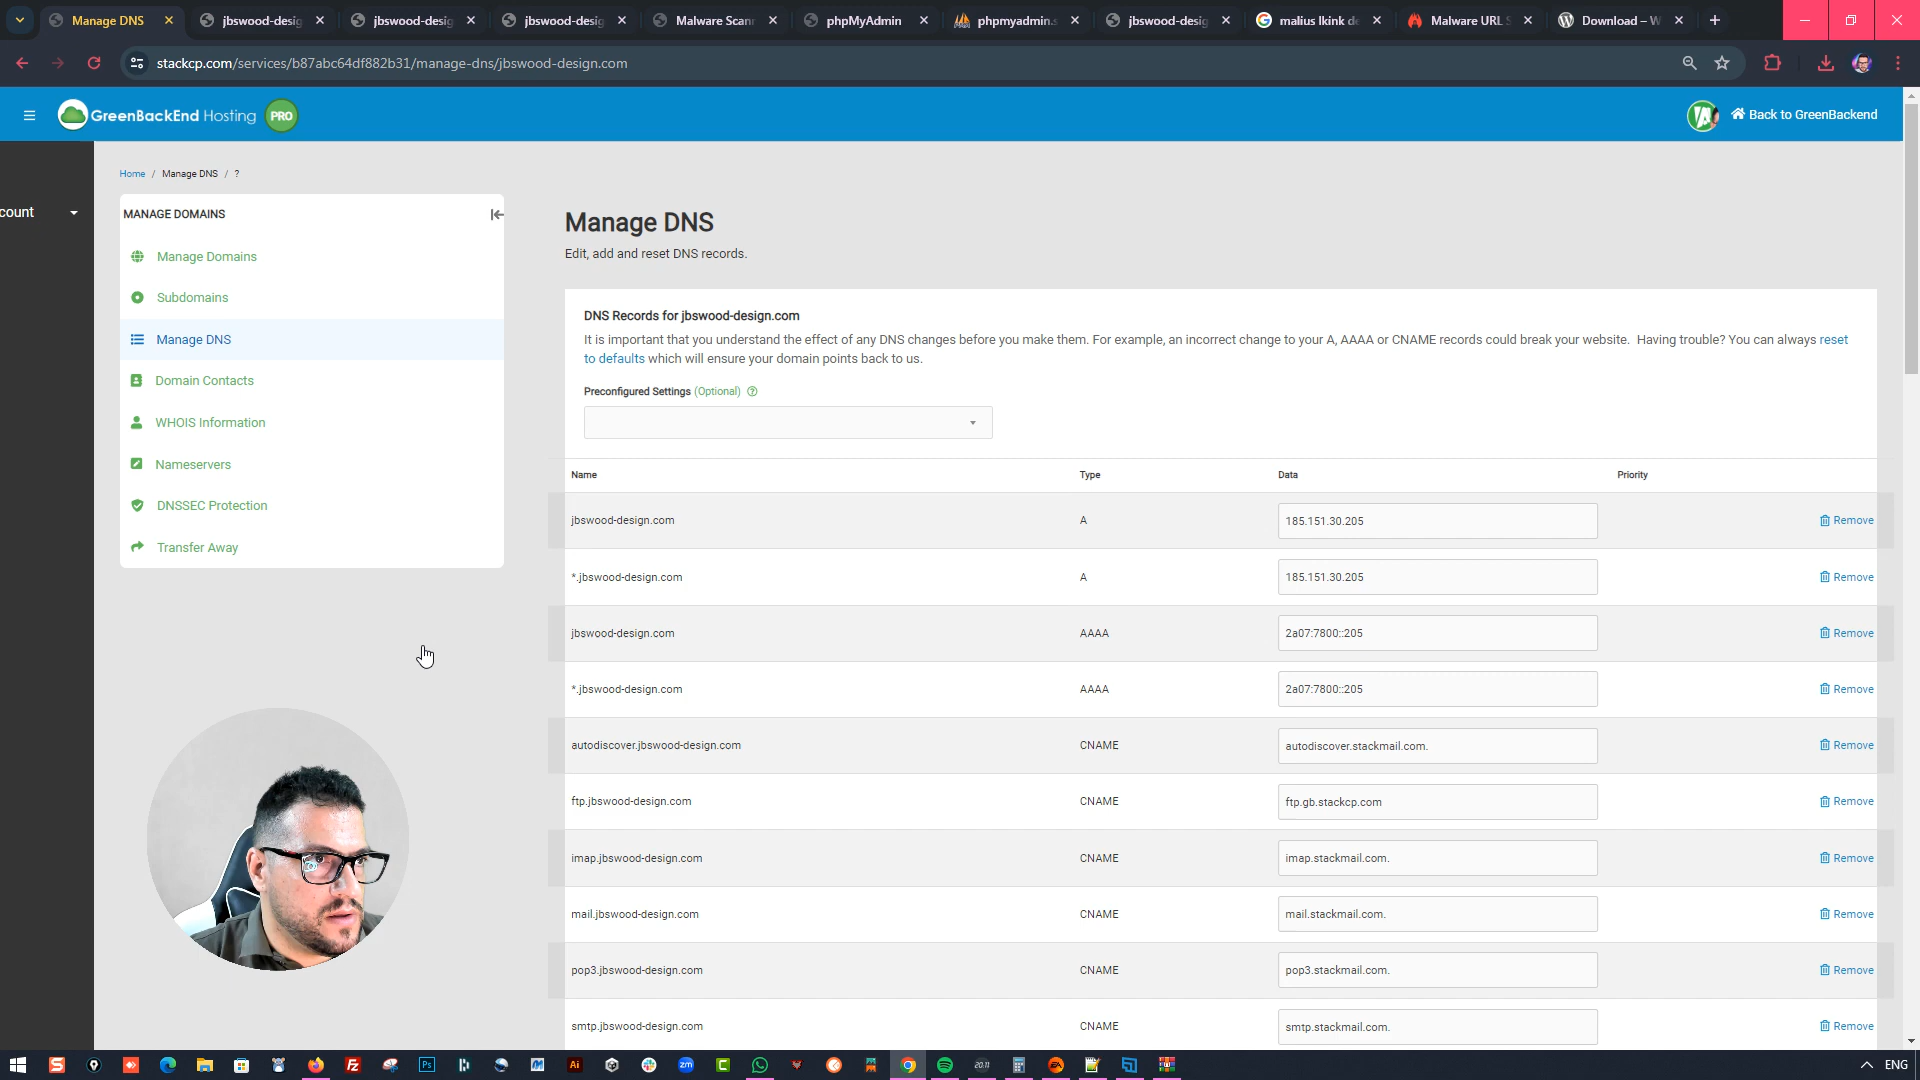 Manage DNS
jbswood-desig
jbswood-desig
jbswood-desig
Malware Scann
phpMyAdmin
phpmyadmin.s
jbswood-desig
malius lkink de
Malware URL S
Download – W
stackcp.com/services/b87abc64df882b31/manage-dns/jbswood-design.com
GreenBackEnd Hosting PRO
Back to GreenBackend
count
Home / Manage DNS / ?
MANAGE DOMAINS
Manage Domains
Subdomains
Manage DNS
Domain Contacts
WHOIS Information
Nameservers
DNSSEC Protection
Transfer Away
Manage DNS
Edit, add and reset DNS records.
DNS Records for jbswood-design.com
It is important that you understand the effect of any DNS changes before you make them. For example, an incorrect change to your A, AAAA or CNAME records could break your website. Having trouble? You can always reset
to defaults which will ensure your domain points back to us.
Preconfigured Settings (Optional)
Name Type Data Priority
jbswood-design.com A 185.151.30.205 Remove
*.jbswood-design.com A 185.151.30.205 Remove
jbswood-design.com AAAA 2a07:7800::205 Remove
*.jbswood-design.com AAAA 2a07:7800::205 Remove
autodiscover.jbswood-design.com CNAME autodiscover.stackmail.com. Remove
ftp.jbswood-design.com CNAME ftp.gb.stackcp.com Remove
imap.jbswood-design.com CNAME imap.stackmail.com. Remove
mail.jbswood-design.com CNAME mail.stackmail.com. Remove
pop3.jbswood-design.com CNAME pop3.stackmail.com. Remove
smtp.jbswood-design.com CNAME smtp.stackmail.com. Remove
ENG